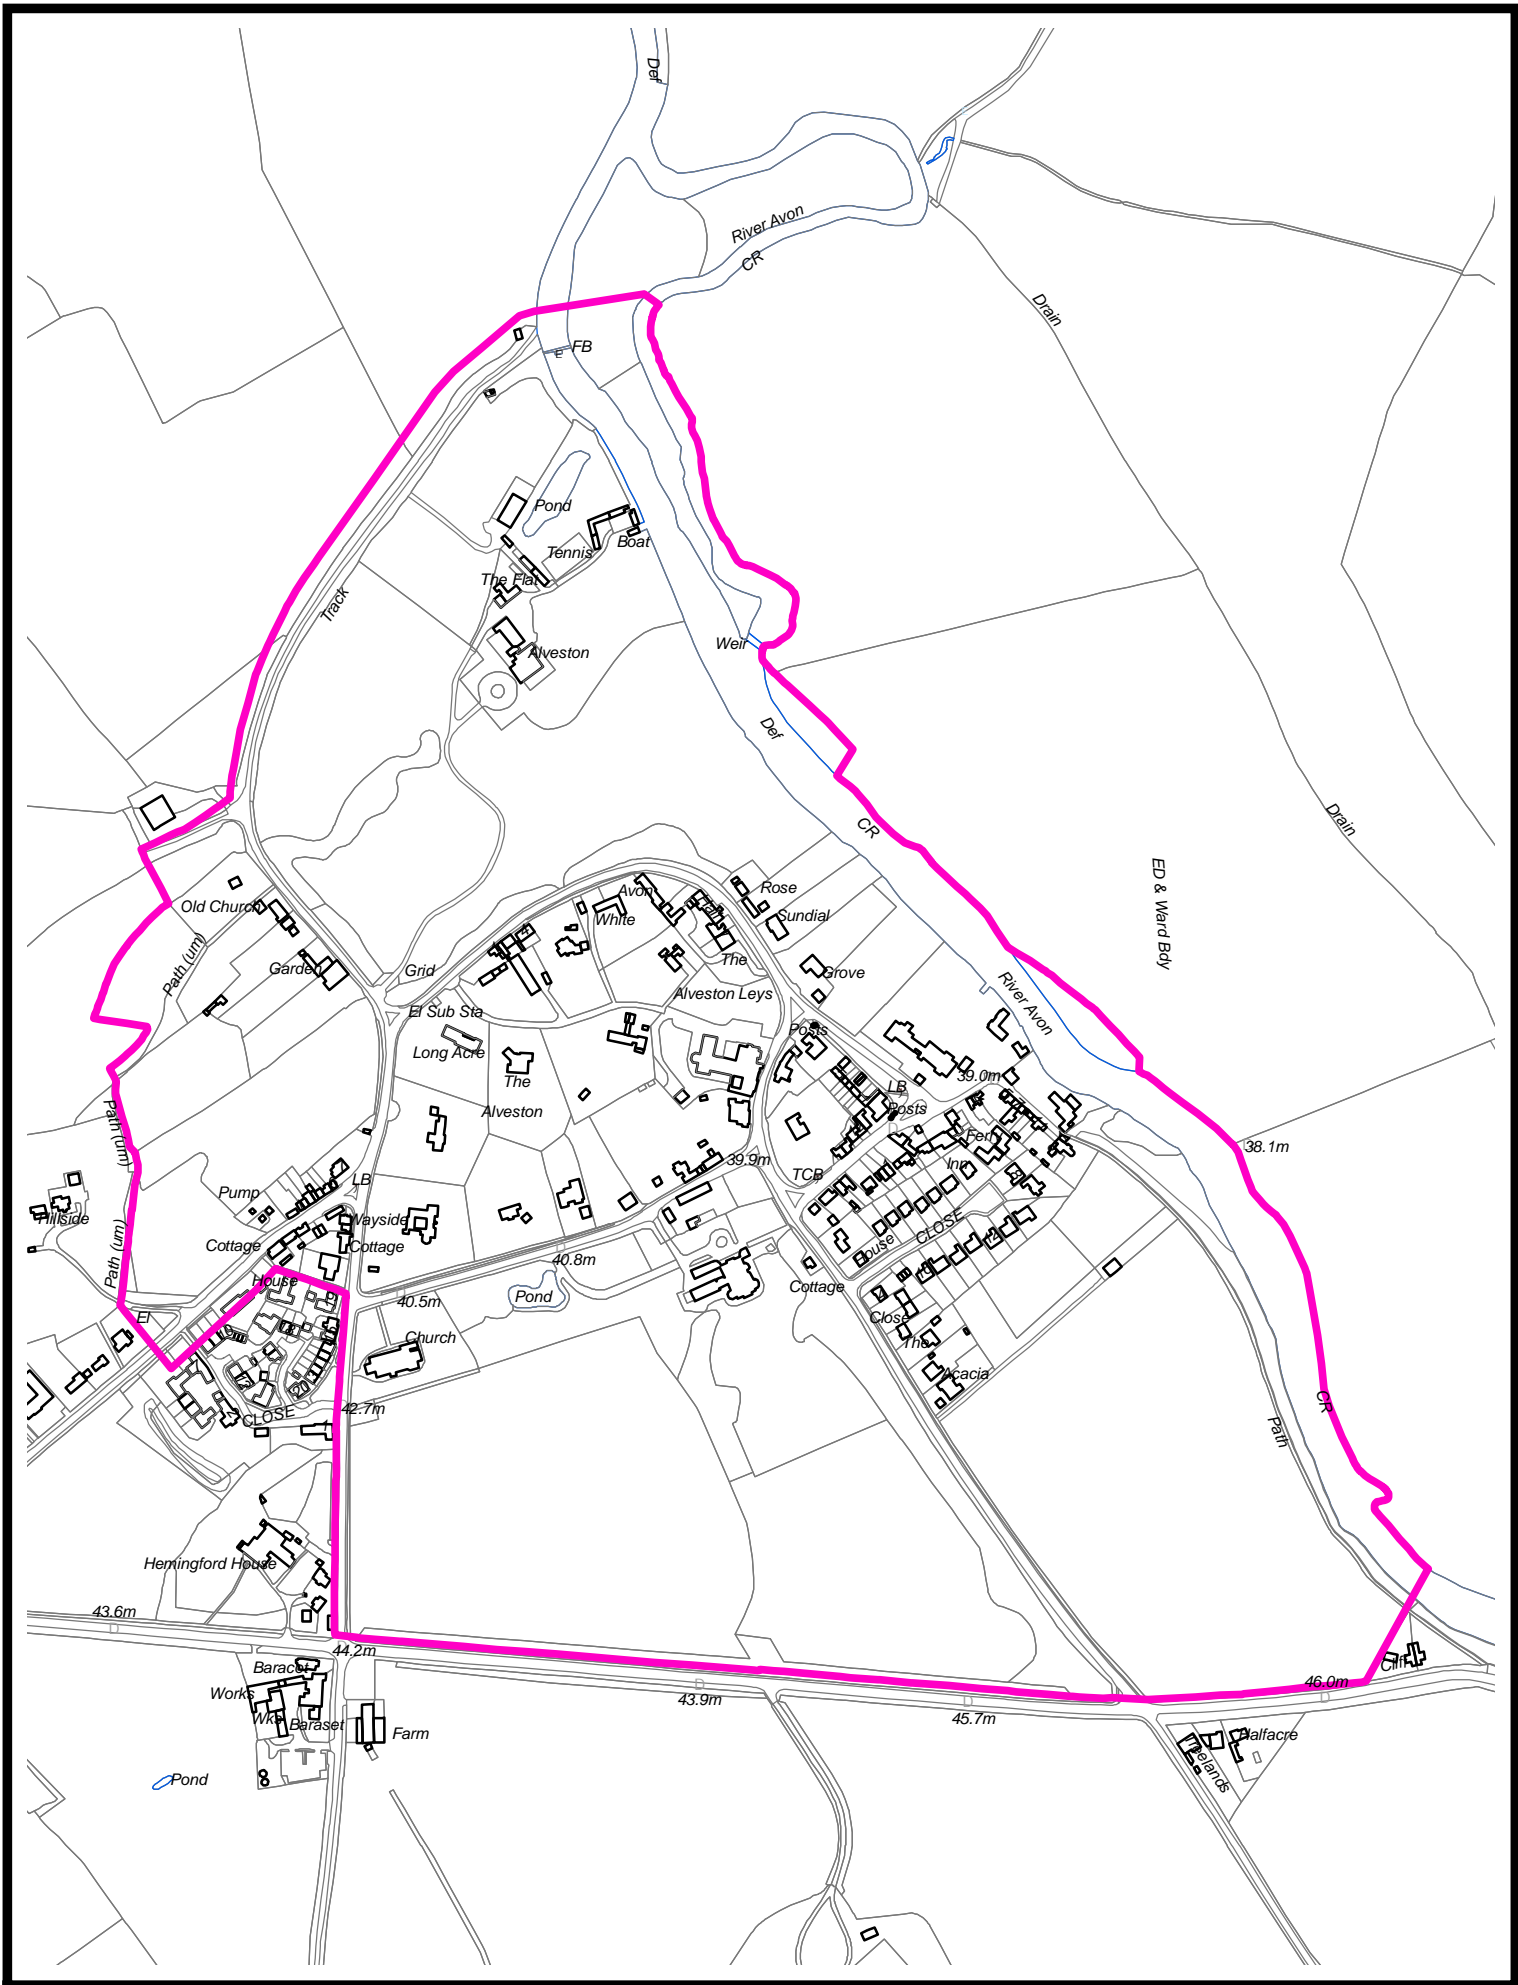 Def
River Avon
CR
Drain
FB
Pond
Tennis
Boat
The Flat
Track
Alveston
Weir
Def
Drain
CR
ED & Ward Bdy
Rose
Avon
White
Sundial
Old Church
The
Path (um)
Garden
Grid
Grove
Alveston Leys
River Avon
El Sub Sta
Posts
Long Acre
The
39.0m
LB
Posts
Alveston
Path (um)
Fern
38.1m
39.9m
Inn
TCB
LB
Pump
Hillside
Wayside
Cottage
Cottage
CLOSE
House
40.8m
Path (um)
House
Cottage
12
Pond
40.5m
El
Close
Church
The
Acacia
20
42.7m
CLOSE
CR
Path
Hemingford House
43.6m
44.2m
Baracot
Works
Wks
Baraset
Farm
43.9m
45.7m
46.0m
Cliff
Halfacre
Pond